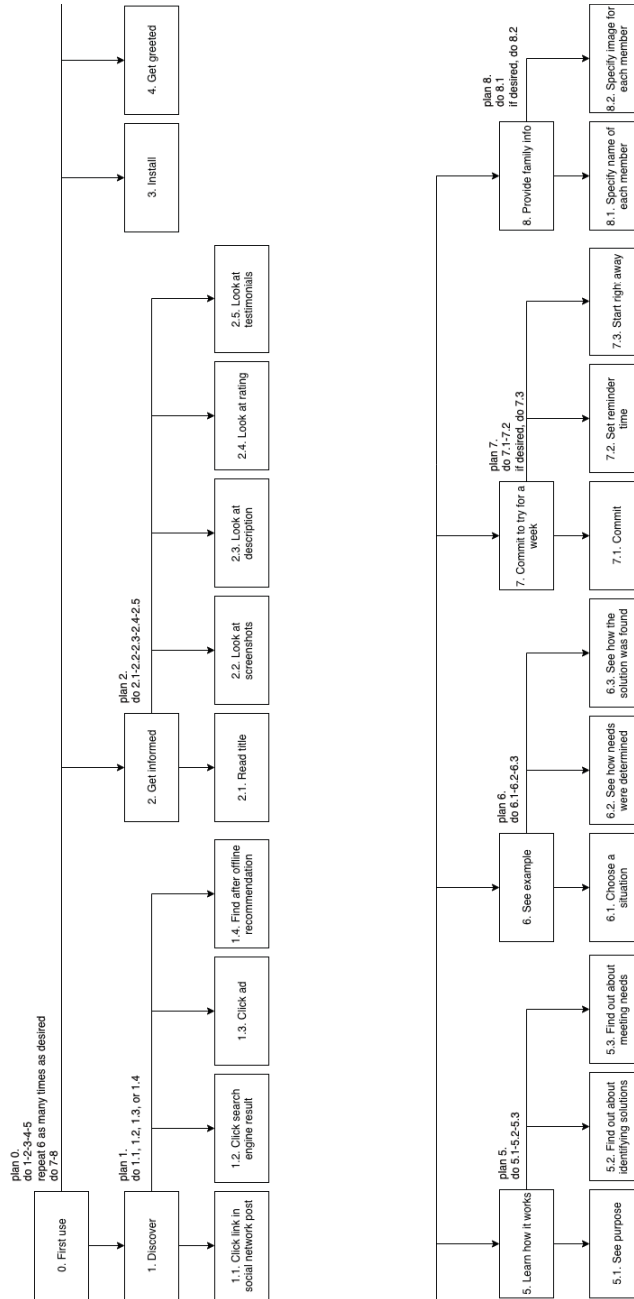 plan 0.
do 1-2-3-4-5
repeat 6 as many times as desired
do 7-8
0. First use
plan 1.
do 1.1, 1.2, 1.3, or 1.4
1. Discover
1.1. Click link in
social network post
1.2. Click search
engine result
1.3. Click ad
1.4. Find after offline
recommendation
plan 2.
do 2.1-2.2-2.3-2.4-2.5
2. Get informed
2.1. Read title
2.2. Look at
screenshots
2.3. Look at
description
2.4. Look at rating
2.5. Look at
testimonials
3. Install
4. Get greeted
plan 5.
do 5.1-5.2-5.3
5. Learn how it works
5.1. See purpose
5.2. Find out about
identifying solutions
5.3. Find out about
meeting needs
plan 6.
do 6.1-6.2-6.3
6. See example
6.1. Choose a
situation
6.2. See how needs
were determined
6.3. See how the
solution was found
plan 7.
do 7.1-7.2
if desired, do 7.3
7. Commit to try for a
week
7.1. Commit
7.2. Set reminder
time
7.3. Start right away
plan 8.
do 8.1
if desired, do 8.2
8. Provide family info
8.1. Specify name of
each member
8.2. Specify image for
each member